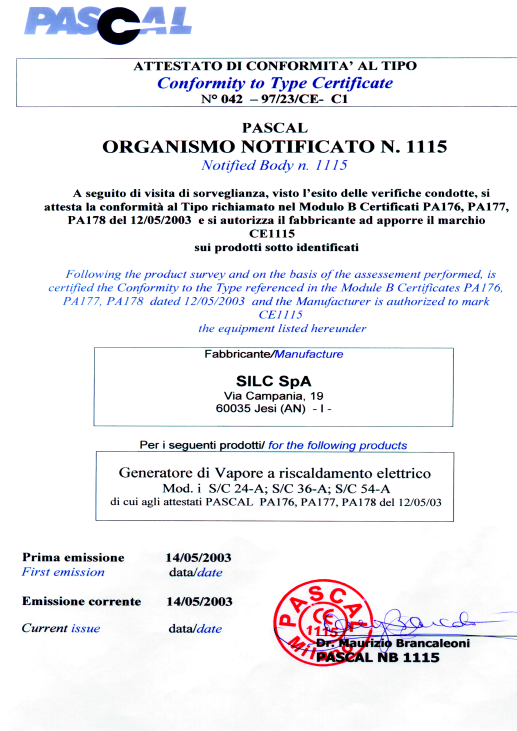 PASCAL
ATTESTATO DI CONFORMITA' AL TIPO
Conformity to Type Certificate
N° 042 – 97/23/CE- C1
PASCAL
ORGANISMO NOTIFICATO N. 1115
Notified Body n. 1115
A seguito di visita di sorveglianza, visto l'esito delle verifiche condotte, si
attesta la conformità al Tipo richiamato nel Modulo B Certificati PA176, PA177,
PA178 del 12/05/2003 e si autorizza il fabbricante ad apporre il marchio
CE1115
sui prodotti sotto identificati
Following the product survey and on the basis of the assessement performed, is
certified the Conformity to the Type referenced in the Module B Certificates PA176,
PA177, PA178 dated 12/05/2003 and the Manufacturer is authorized to mark
CE1115
the equipment listed hereunder
Fabbricante/Manufacture
SILC SpA
Via Campania, 19
60035 Jesi (AN) - I -
Per i seguenti prodotti/ for the following products
Generatore di Vapore a riscaldamento elettrico
Mod. i S/C 24-A; S/C 36-A; S/C 54-A
di cui agli attestati PASCAL PA176, PA177, PA178 del 12/05/03
Prima emissione 14/05/2003
First emission data/date
Emissione corrente 14/05/2003
Current issue data/date
PASCAL
CE
1115
Milano
Dr. Maurizio Brancaleoni
PASCAL NB 1115